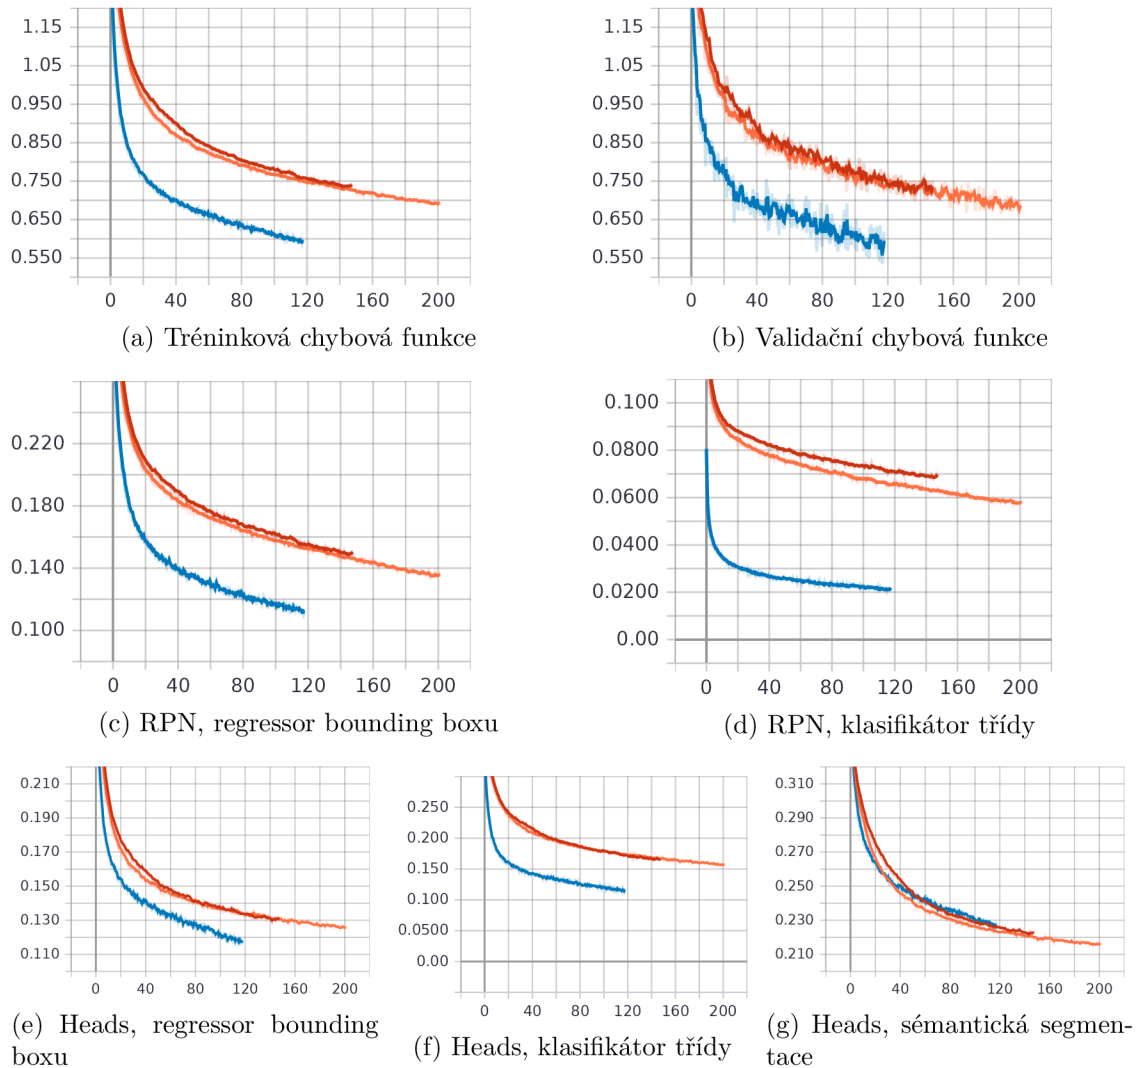 1.15
1.05
0.950
0.850
0.750
0.650
0.550
0 40 80 120 160 200
(a) Tréninková chybová funkce
1.15
1.05
0.950
0.850
0.750
0.650
0.550
0 40 80 120 160 200
(b) Validační chybová funkce
0.220
0.180
0.140
0.100
0 40 80 120 160 200
(c) RPN, regressor bounding boxu
0.100
0.0800
0.0600
0.0400
0.0200
0.00
0 40 80 120 160 200
(d) RPN, klasifikátor třídy
0.210
0.190
0.170
0.150
0.130
0.110
0 40 80 120 160 200
(e) Heads, regressor bounding
boxu
0.250
0.200
0.150
0.100
0.0500
0.00
0 40 80 120 160 200
(f) Heads, klasifikátor třídy
0.310
0.290
0.270
0.250
0.230
0.210
0 40 80 120 160 200
(g) Heads, sémantická segmen-
tace